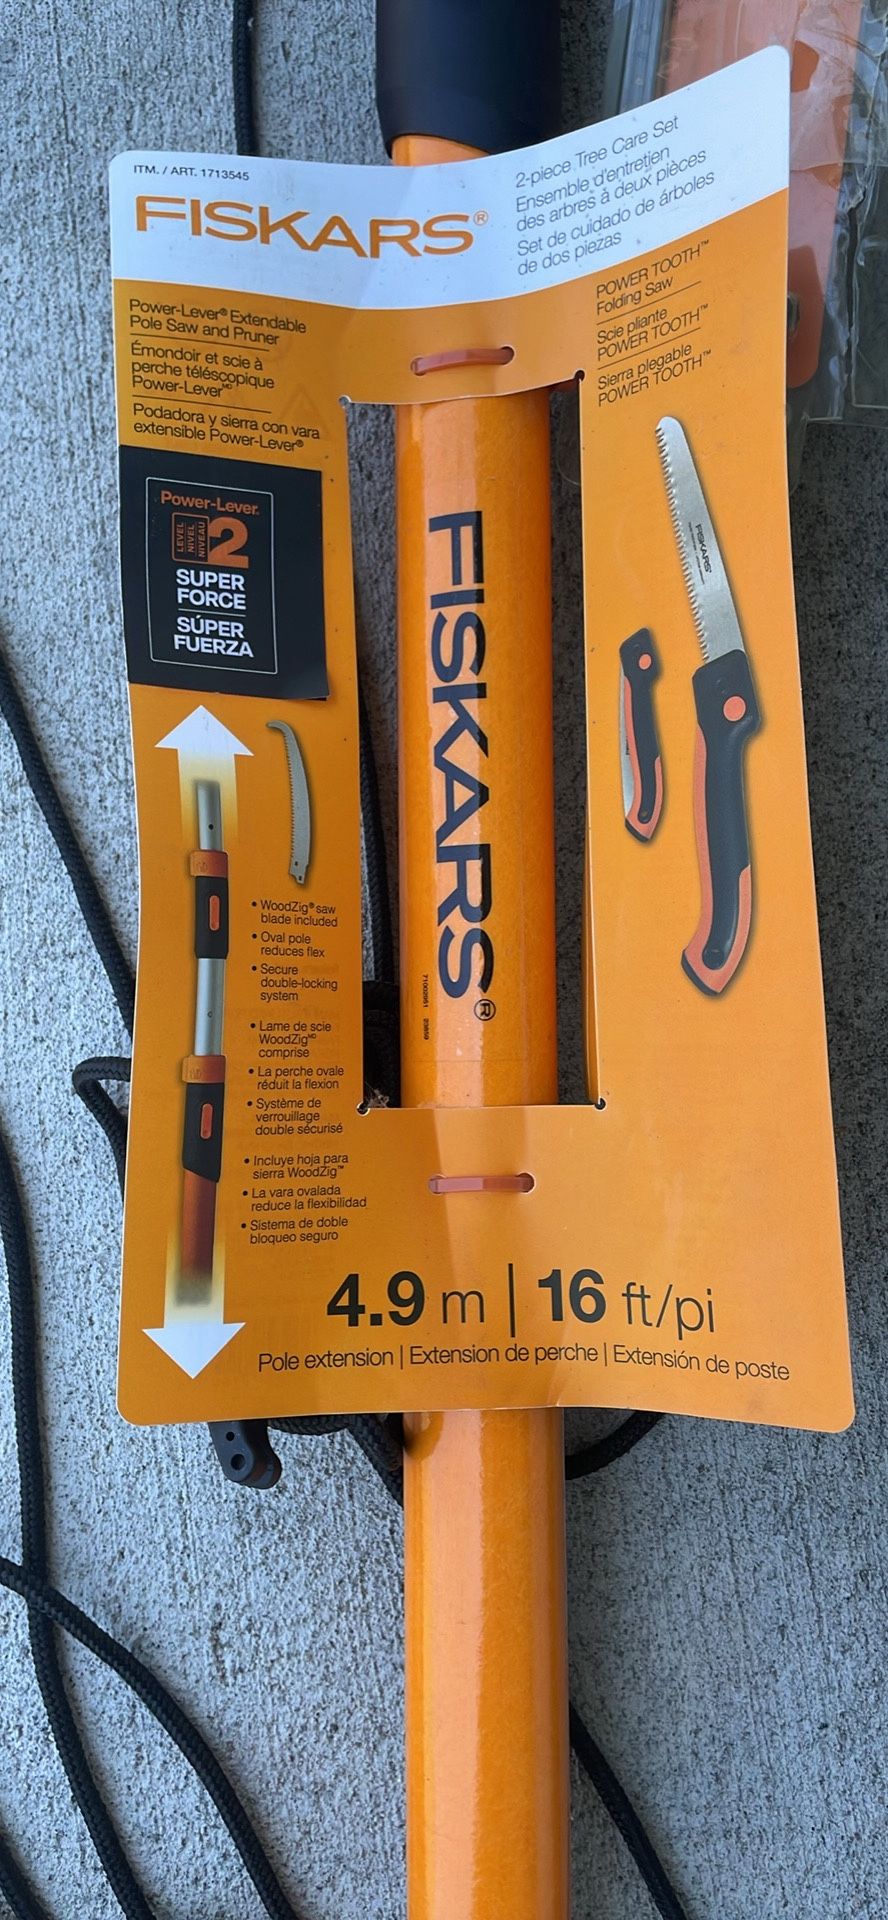 ITM. / ART. 1713545
FISKARS®
2-piece Tree Care Set
Ensemble d'entretien
des arbres à deux pièces
Set de cuidado de árboles
de dos piezas
Power-Lever® Extendable
Pole Saw and Pruner
Émondoir et scie à
perche téléscopique
Power-Lever MD
Podadora y sierra con vara
extensible Power-Lever®
POWER TOOTH™
Folding Saw
Scie pliante
POWER TOOTH™
Sierra plegable
POWER TOOTH™
Power-Lever.
LEVEL
NIVEL
NIVEAU
2
SUPER
FORCE
SÚPER
FUERZA
FISKARS®
71002951 23859
FISKARS®
• WoodZig® saw
blade included
• Oval pole
reduces flex
• Secure
double-locking
system
• Lame de scie
WoodZig MD
comprise
• La perche ovale
réduit la flexion
• Système de
verrouillage
double sécurisé
• Incluye hoja para
sierra WoodZig™
• La vara ovalada
reduce la flexibilidad
• Sistema de doble
bloqueo seguro
4.9 m | 16 ft/pi
Pole extension | Extension de perche | Extensión de poste